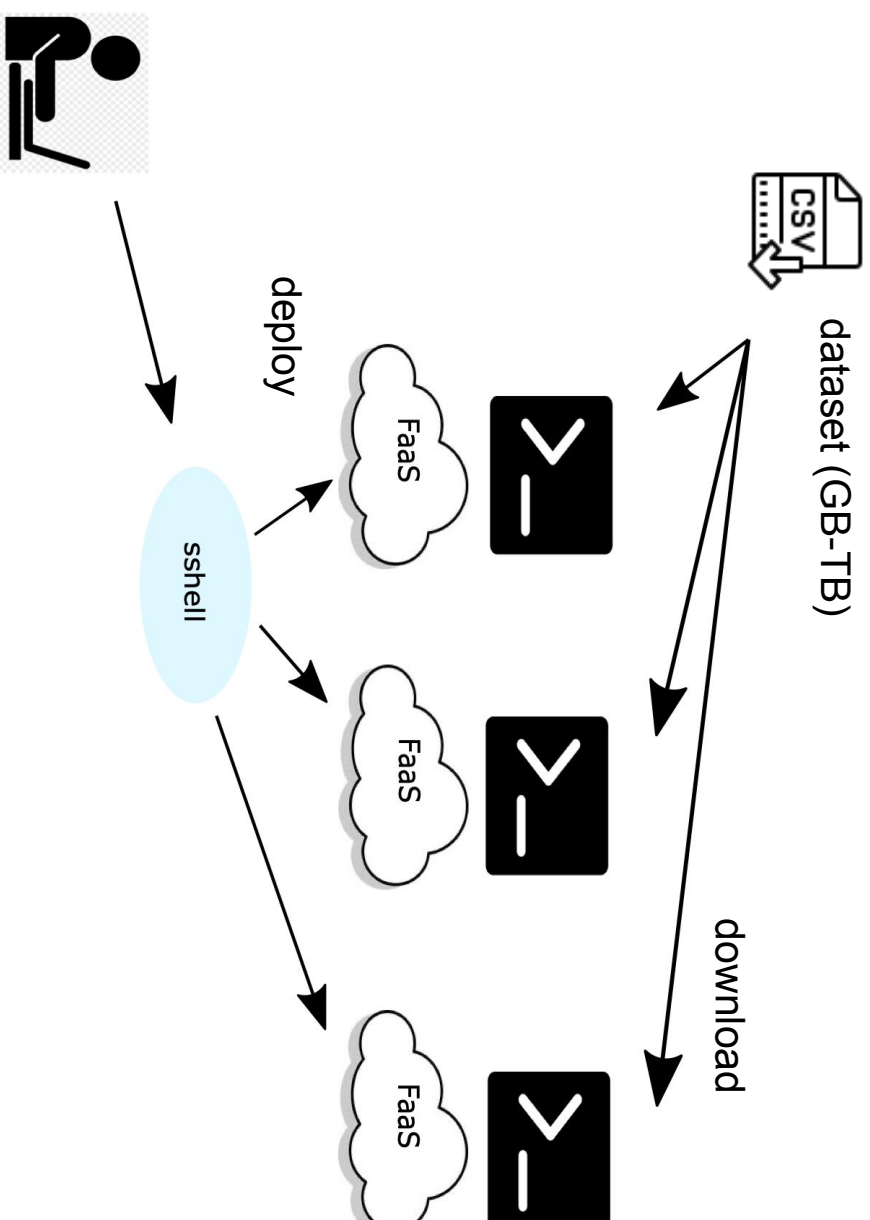 CSV
dataset (GB-TB)
download
FaaS
FaaS
FaaS
deploy
sshell